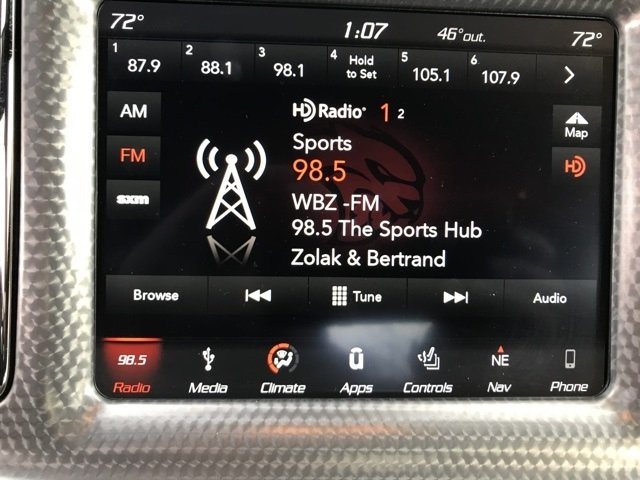 72° 1:07 46°out. 72°
1 87.9 2 88.1 3 98.1 4 Hold to Set 5 105.1 6 107.9
AM HD Radio 1 2
Map
Sports
FM 98.5 HD
sxm WBZ -FM
98.5 The Sports Hub
Zolak & Bertrand
Browse Tune Audio
98.5 NE
Radio Media Climate Apps Controls Nav Phone